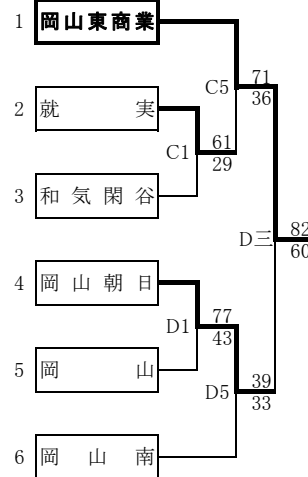 1 岡山東商業
C5 71
36
2 就実
C1 61
29
3 和気閑谷
D三 82
60
4 岡山朝日
D1 77
43
5 岡山
D5 39
33
6 岡山南